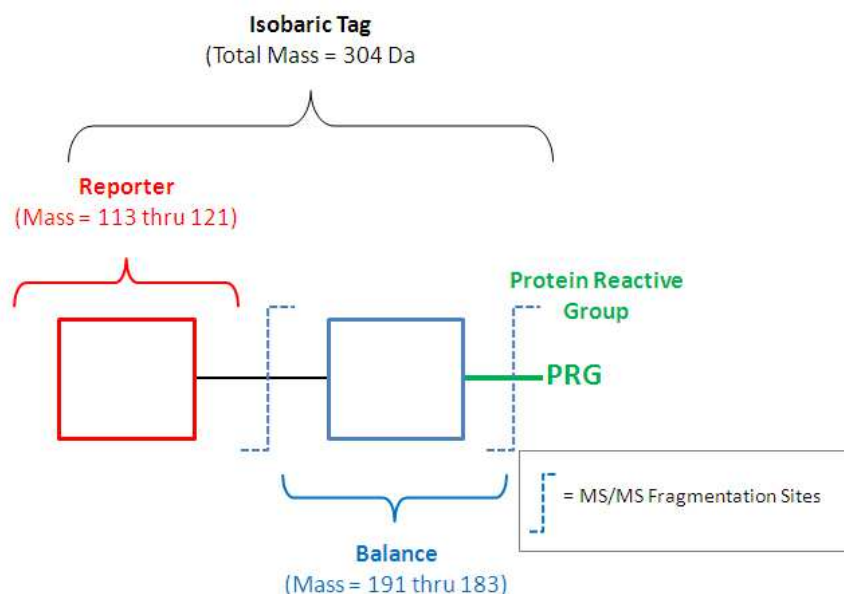 Isobaric Tag
(Total Mass = 304 Da
Reporter
(Mass = 113 thru 121)
Protein Reactive
Group
PRG
= MS/MS Fragmentation Sites
Balance
(Mass = 191 thru 183)